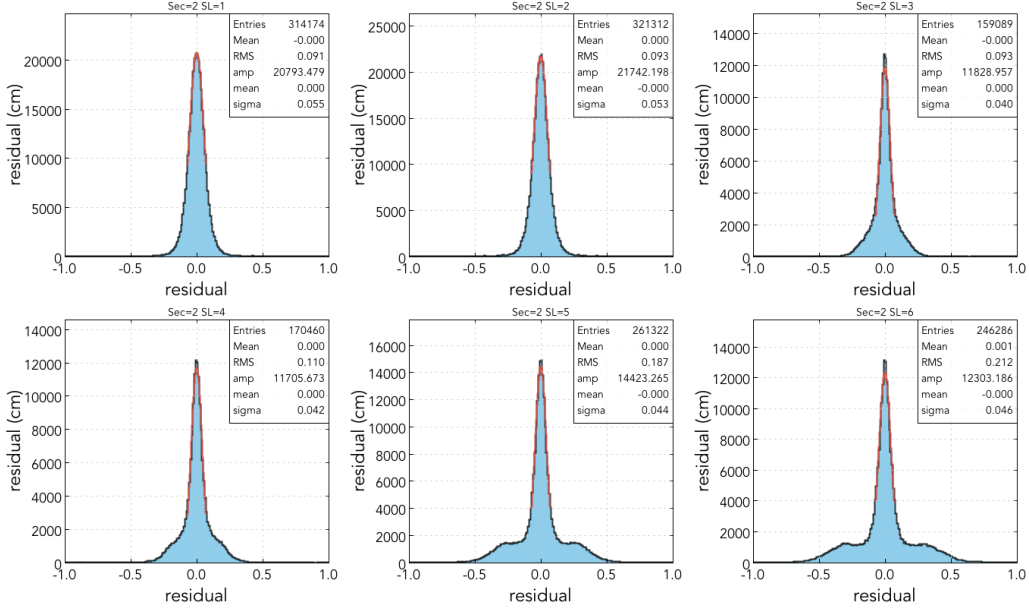 Sec=2 SL=1
Entries 314174
Mean -0.000
RMS 0.091
amp 20793.479
mean 0.000
sigma 0.055
residual (cm)
20000
15000
10000
5000
0
-1.0 -0.5 0.0 0.5 1.0
residual
Sec=2 SL=2
Entries 321312
Mean 0.000
RMS 0.093
amp 21742.198
mean -0.000
sigma 0.053
residual (cm)
25000
20000
15000
10000
5000
0
-1.0 -0.5 0.0 0.5 1.0
residual
Sec=2 SL=3
Entries 159089
Mean -0.000
RMS 0.093
amp 11828.957
mean 0.000
sigma 0.040
residual (cm)
14000
12000
10000
8000
6000
4000
2000
0
-1.0 -0.5 0.0 0.5 1.0
residual
Sec=2 SL=4
Entries 170460
Mean 0.000
RMS 0.110
amp 11705.673
mean 0.000
sigma 0.042
residual (cm)
14000
12000
10000
8000
6000
4000
2000
0
-1.0 -0.5 0.0 0.5 1.0
residual
Sec=2 SL=5
Entries 261322
Mean 0.000
RMS 0.187
amp 14423.265
mean -0.000
sigma 0.044
residual (cm)
16000
14000
12000
10000
8000
6000
4000
2000
0
-1.0 -0.5 0.0 0.5 1.0
residual
Sec=2 SL=6
Entries 246286
Mean 0.001
RMS 0.212
amp 12303.186
mean -0.000
sigma 0.046
residual (cm)
14000
12000
10000
8000
6000
4000
2000
0
-1.0 -0.5 0.0 0.5 1.0
residual